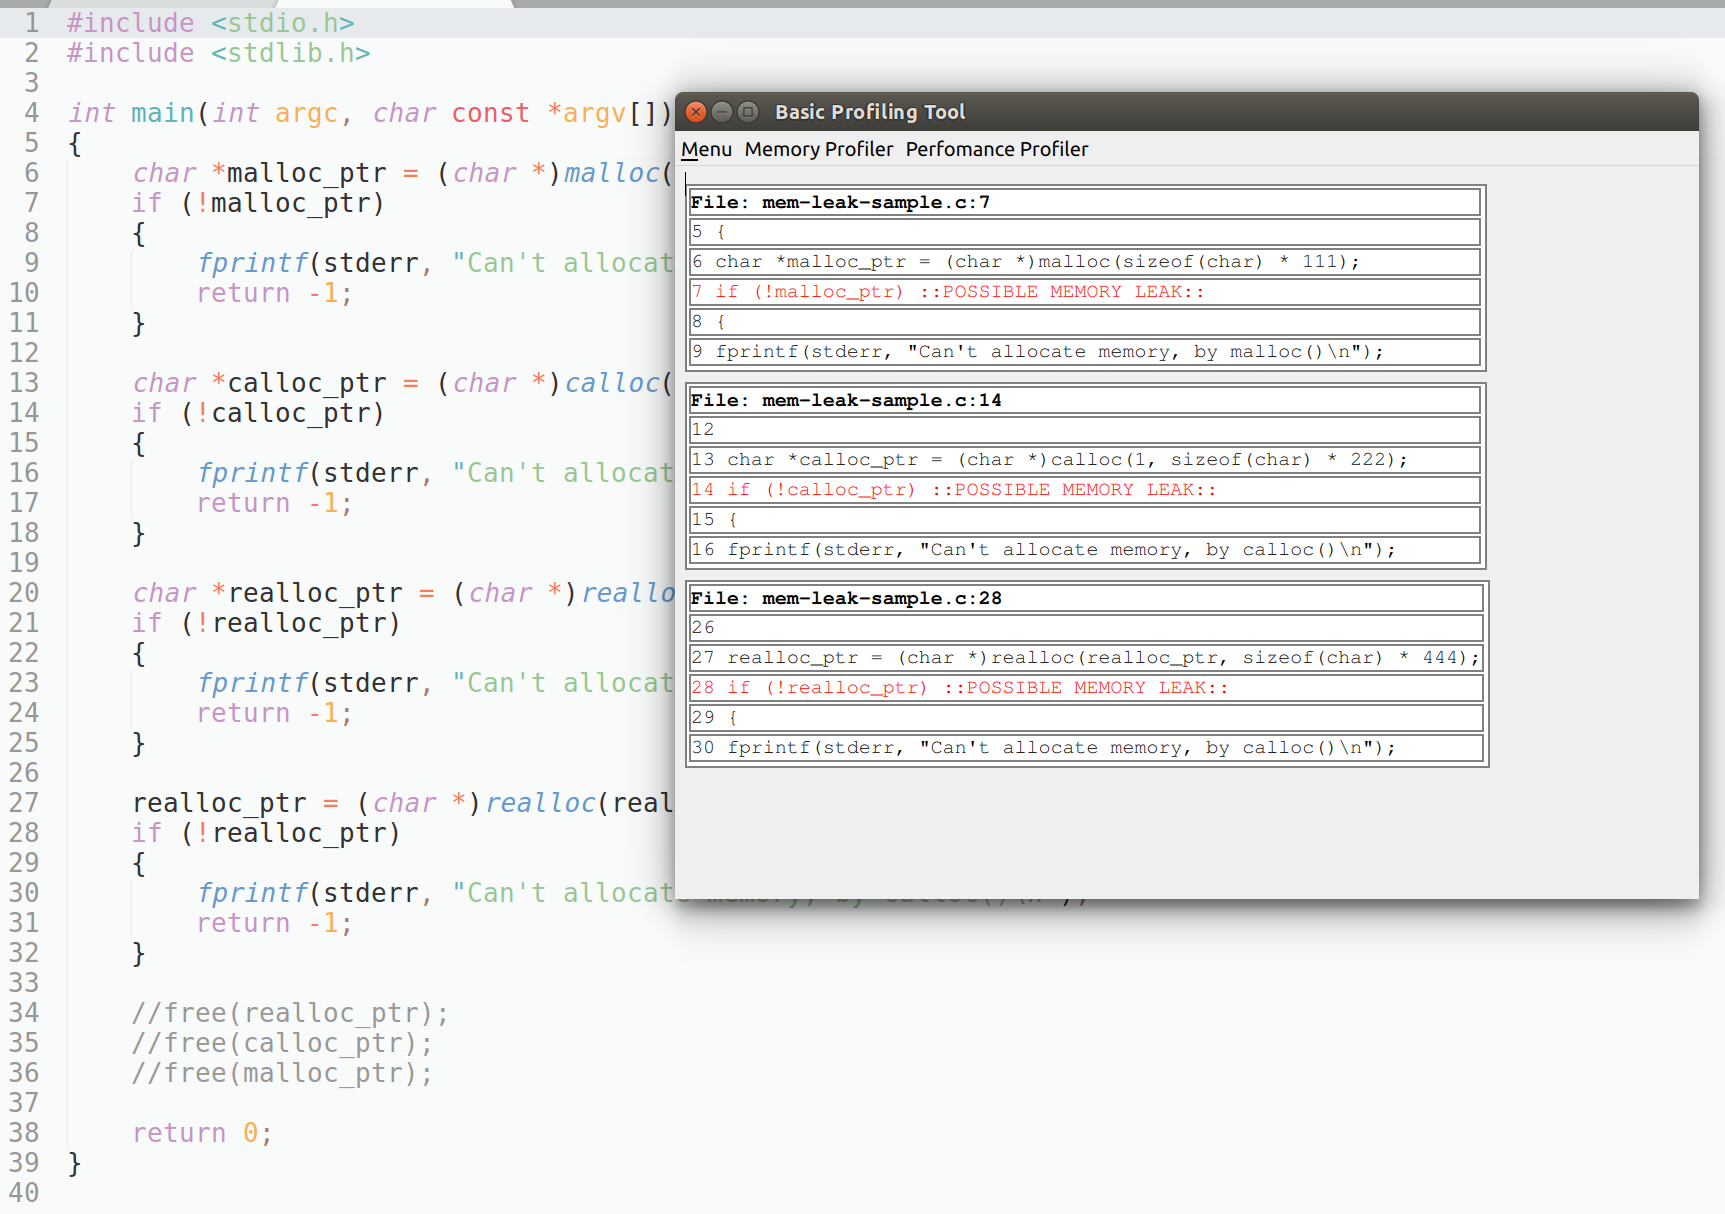 1 #include <stdio.h>
2 #include <stdlib.h>
3
4 int main(int argc, char const *argv[])
5 {
6 char *malloc_ptr = (char *)malloc(
7 if (!malloc_ptr)
8 {
9 fprintf(stderr, "Can't allocat
10 return -1;
11 }
12
13 char *calloc_ptr = (char *)calloc(
14 if (!calloc_ptr)
15 {
16 fprintf(stderr, "Can't allocat
17 return -1;
18 }
19
20 char *realloc_ptr = (char *)reallo
21 if (!realloc_ptr)
22 {
23 fprintf(stderr, "Can't allocat
24 return -1;
25 }
26
27 realloc_ptr = (char *)realloc(real
28 if (!realloc_ptr)
29 {
30 fprintf(stderr, "Can't allocate memory, by calloc()\n");
31 return -1;
32 }
33
34 //free(realloc_ptr);
35 //free(calloc_ptr);
36 //free(malloc_ptr);
37
38 return 0;
39 }
40
Basic Profiling Tool
Menu Memory Profiler Perfomance Profiler
File: mem-leak-sample.c:7
5 {
6 char *malloc_ptr = (char *)malloc(sizeof(char) * 111);
7 if (!malloc_ptr) ::POSSIBLE MEMORY LEAK::
8 {
9 fprintf(stderr, "Can't allocate memory, by malloc()\n");
File: mem-leak-sample.c:14
12
13 char *calloc_ptr = (char *)calloc(1, sizeof(char) * 222);
14 if (!calloc_ptr) ::POSSIBLE MEMORY LEAK::
15 {
16 fprintf(stderr, "Can't allocate memory, by calloc()\n");
File: mem-leak-sample.c:28
26
27 realloc_ptr = (char *)realloc(realloc_ptr, sizeof(char) * 444);
28 if (!realloc_ptr) ::POSSIBLE MEMORY LEAK::
29 {
30 fprintf(stderr, "Can't allocate memory, by calloc()\n");